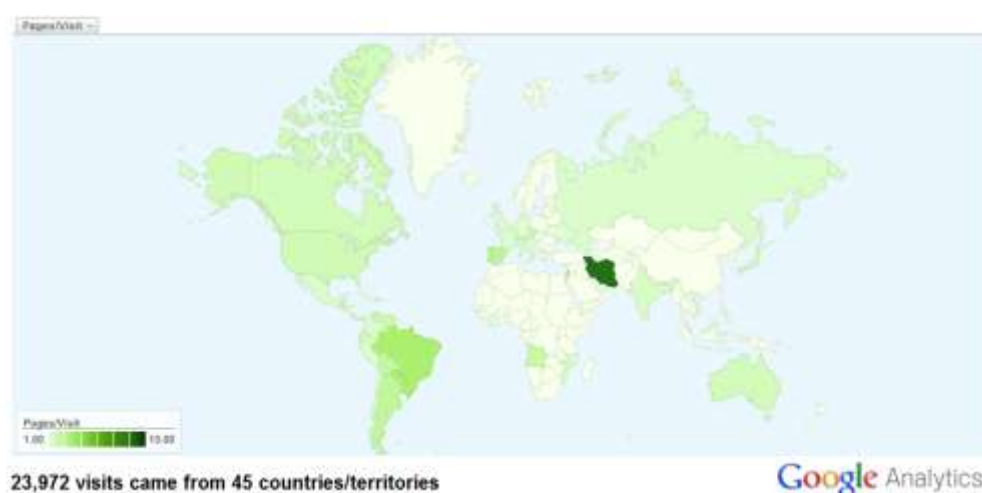 Pages/Visit
Pages/Visit
1.00 10.00
23,972 visits came from 45 countries/territories
Google Analytics